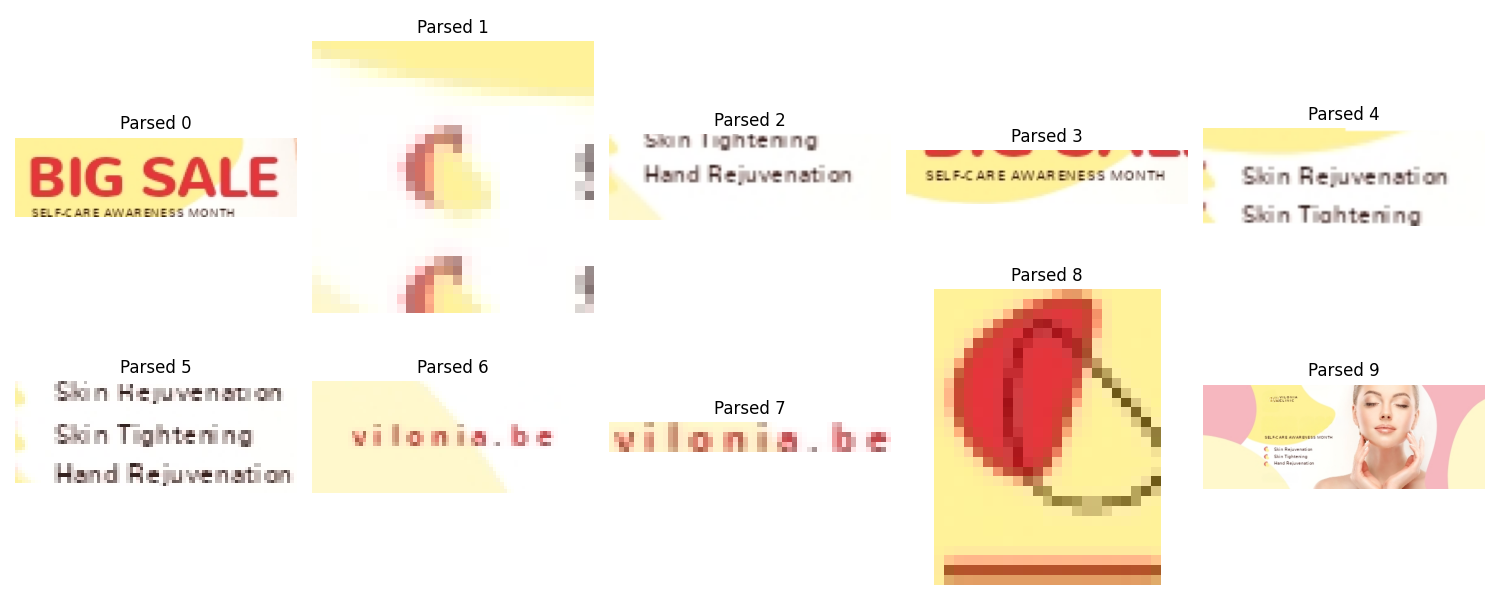 Parsed 0
BIG SALE
SELF-CARE AWARENESS MONTH
Parsed 1
Parsed 2
Skin Tightening
Hand Rejuvenation
Parsed 3
BIG SALE
SELF-CARE AWARENESS MONTH
Parsed 4
Skin Rejuvenation
Skin Tightening
Parsed 5
Skin Rejuvenation
Skin Tightening
Hand Rejuvenation
Parsed 6
vilonia.be
Parsed 7
vilonia.be
Parsed 8
Parsed 9
SELF-CARE AWARENESS MONTH
Skin Rejuvenation
Skin Tightening
Hand Rejuvenation